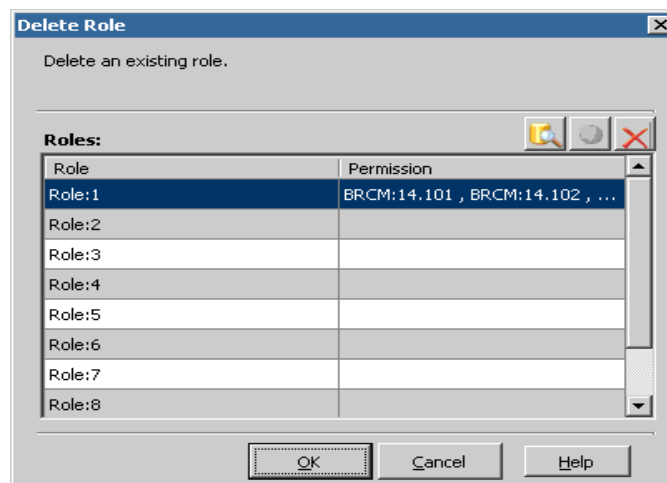 Delete Role
Delete an existing role.
Roles:
Role Permission
Role:1 BRCM:14.101 , BRCM:14.102 , ...
Role:2
Role:3
Role:4
Role:5
Role:6
Role:7
Role:8
OK Cancel Help